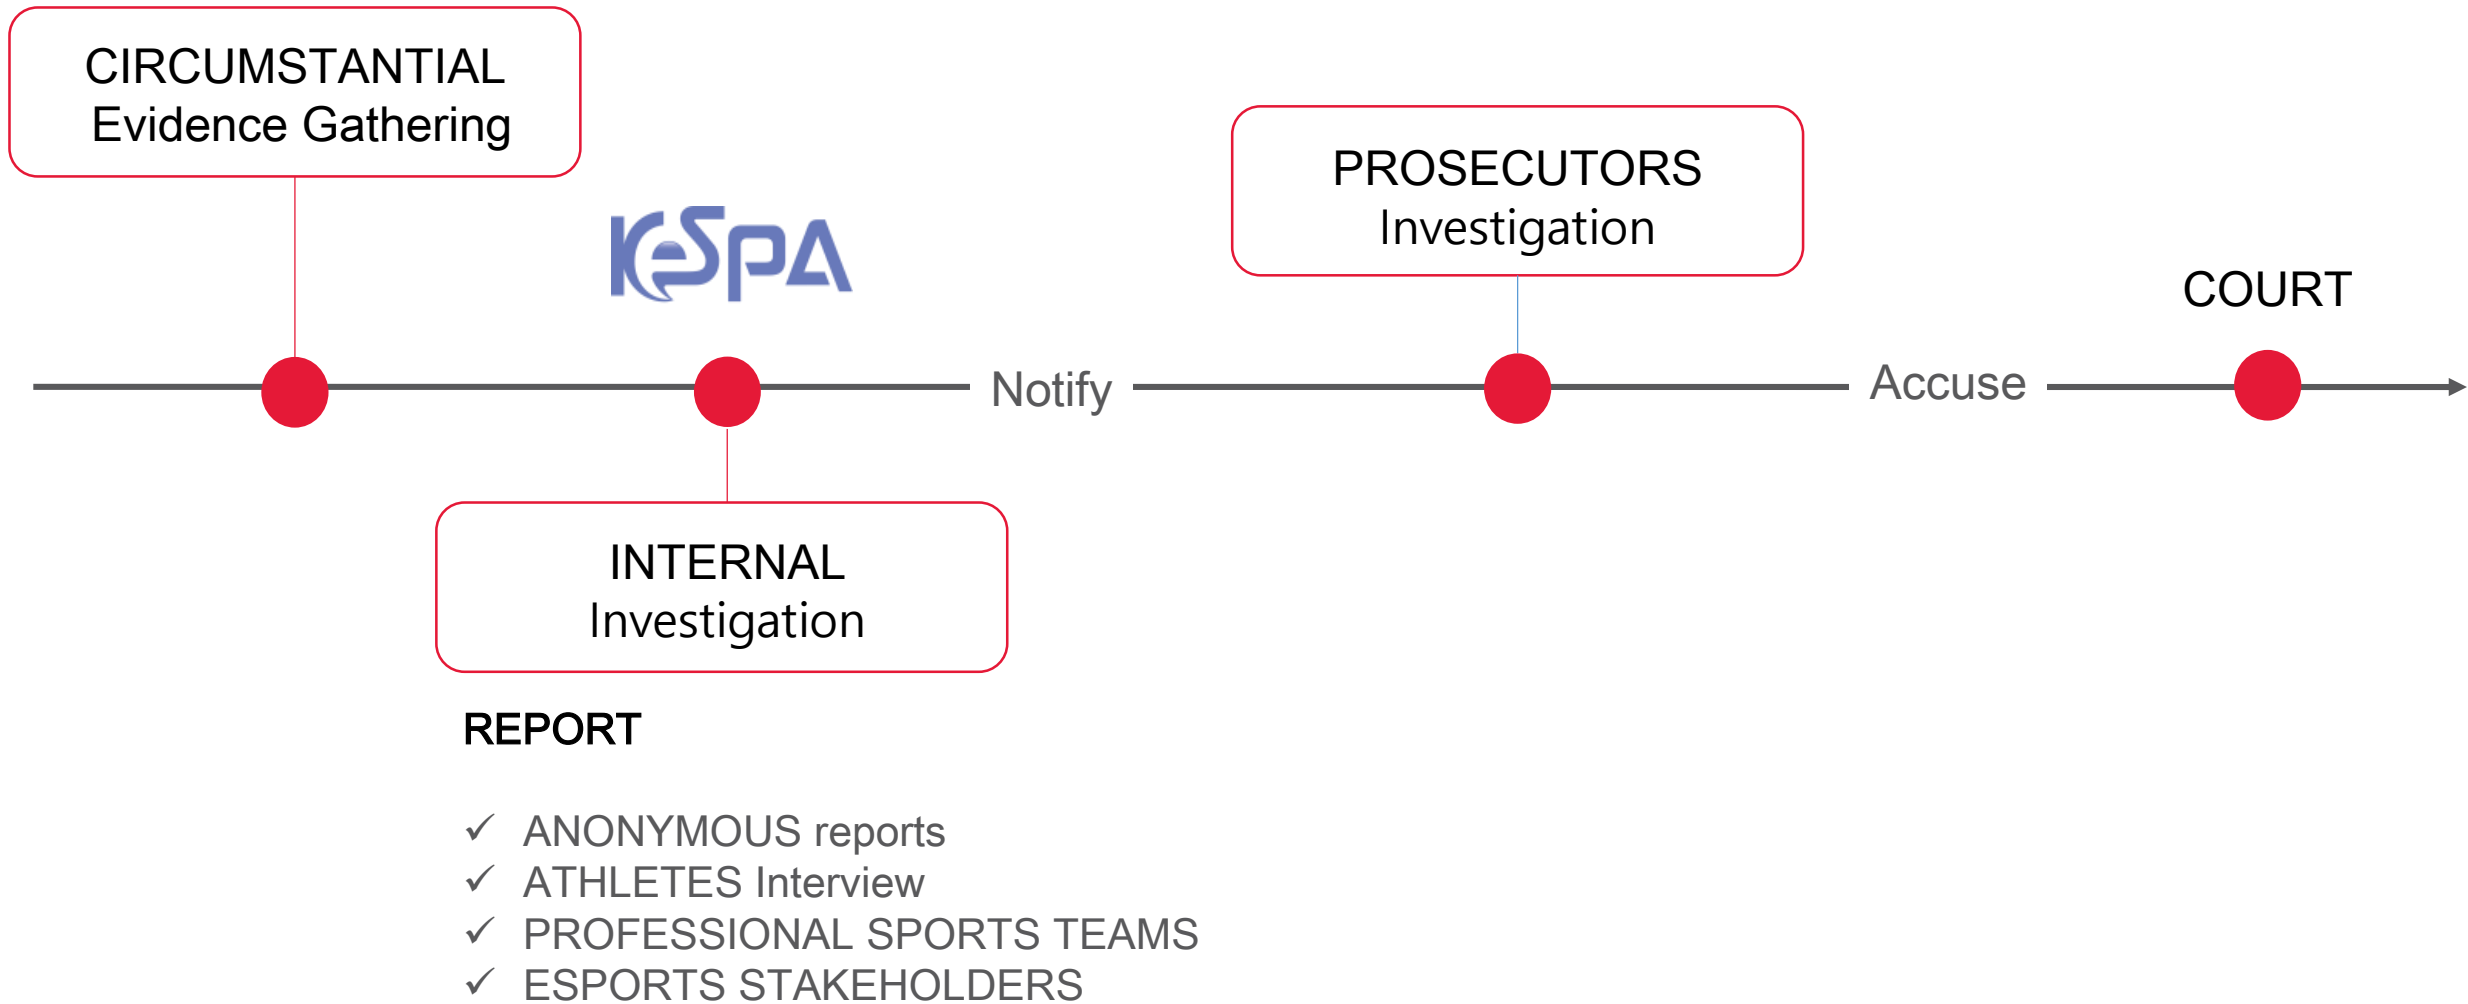 CIRCUMSTANTIAL
Evidence Gathering
KeSPA
PROSECUTORS
Investigation
COURT
Notify
Accuse
INTERNAL
Investigation
REPORT
✓ ANONYMOUS reports
✓ ATHLETES Interview
✓ PROFESSIONAL SPORTS TEAMS
✓ ESPORTS STAKEHOLDERS